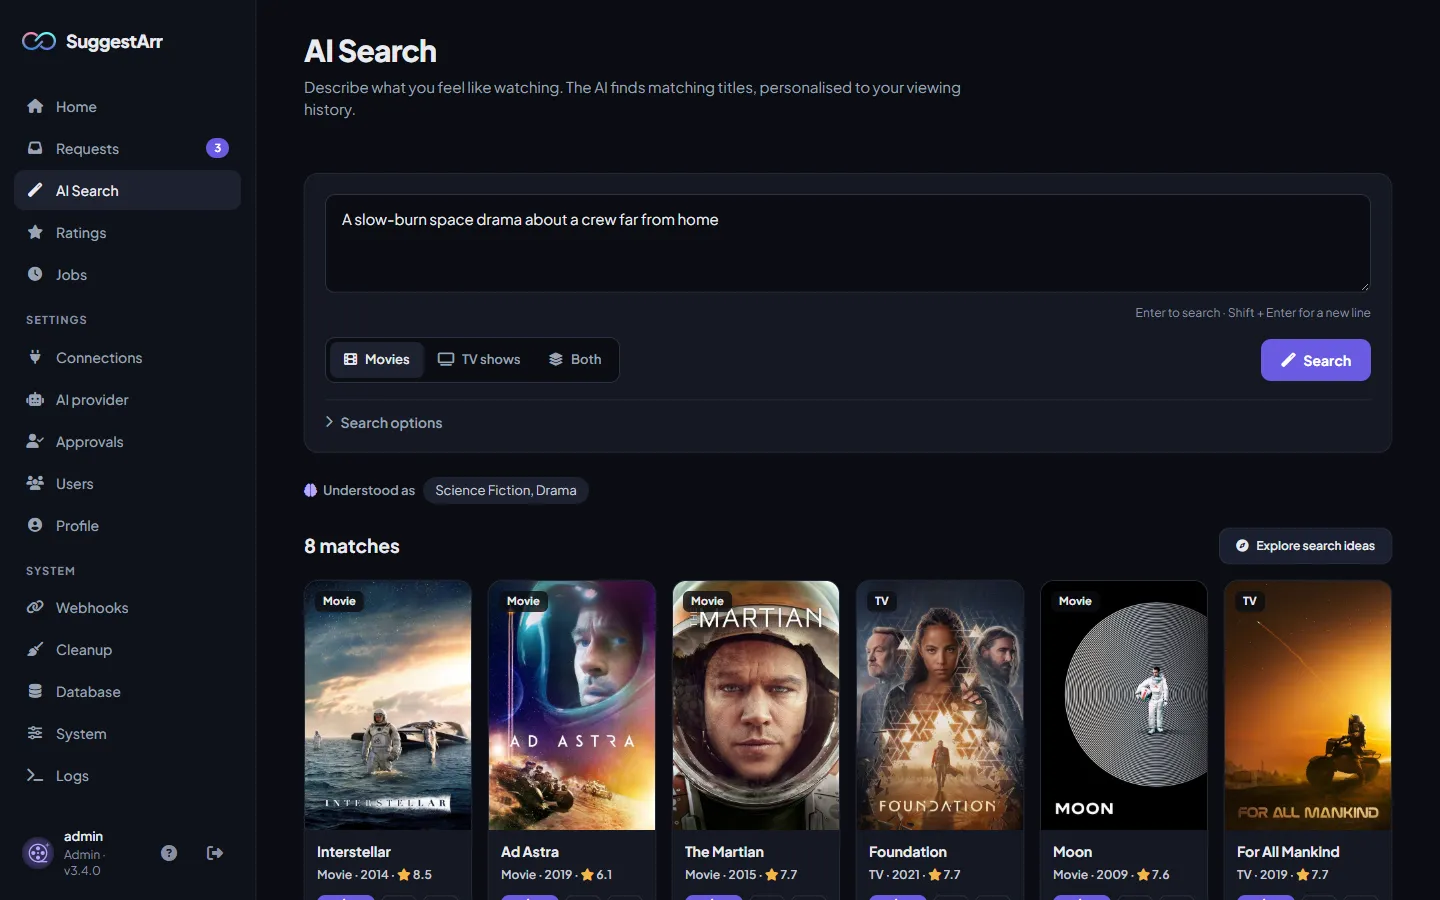 SuggestArr
Home
Requests
3
AI Search
Ratings
Jobs
SETTINGS
Connections
AI provider
Approvals
Users
Profile
SYSTEM
Webhooks
Cleanup
Database
System
Logs
admin
Admin ·
v3.4.0
AI Search
Describe what you feel like watching. The AI finds matching titles, personalised to your viewing
history.
A slow-burn space drama about a crew far from home
Enter to search · Shift + Enter for a new line
Movies
TV shows
Both
Search
Search options
Understood as
Science Fiction, Drama
8 matches
Explore search ideas
Movie
INTERSTELLAR
Interstellar
Movie · 2014 · 8.5
Movie
AD ASTRA
Ad Astra
Movie · 2019 · 6.1
Movie
THE MARTIAN
The Martian
Movie · 2015 · 7.7
TV
FOUNDATION
Foundation
TV · 2021 · 7.7
Movie
MOON
Moon
Movie · 2009 · 7.6
TV
FOR ALL MANKIND
For All Mankind
TV · 2019 · 7.7